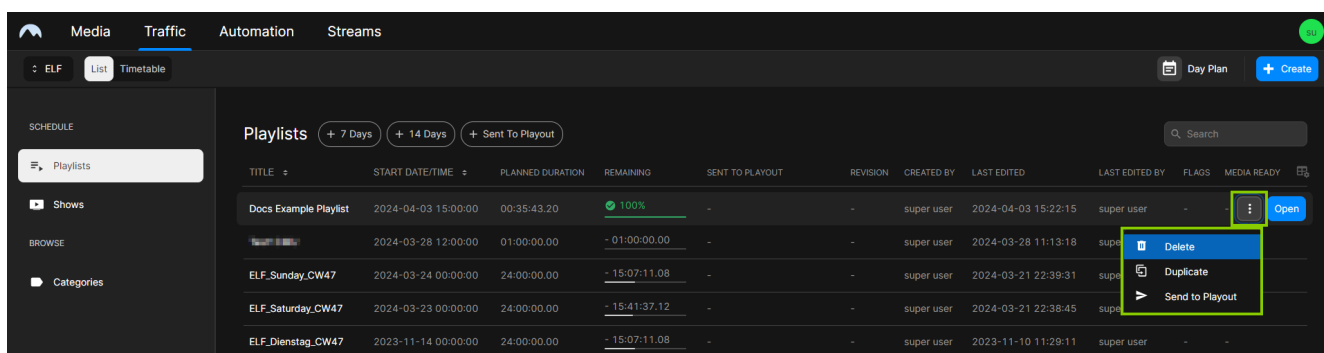 Media Traffic Automation Streams su
ELF List Timetable Day Plan + Create
SCHEDULE
Playlists + 7 Days + 14 Days + Sent To Playout Search
Playlists
TITLE START DATE/TIME PLANNED DURATION REMAINING SENT TO PLAYOUT REVISION CREATED BY LAST EDITED LAST EDITED BY FLAGS MEDIA READY
Shows
Docs Example Playlist 2024-04-03 15:00:00 00:35:43.20 100% - - super user 2024-04-03 15:22:15 super user - - Open
BROWSE
2024-03-28 12:00:00 01:00:00.00 - 01:00:00.00 - - super user 2024-03-28 11:13:18 supe Delete
Categories
ELF_Sunday_CW47 2024-03-24 00:00:00 24:00:00.00 - 15:07:11.08 - - super user 2024-03-21 22:39:31 supe Duplicate
ELF_Saturday_CW47 2024-03-23 00:00:00 24:00:00.00 - 15:41:37.12 - - super user 2024-03-21 22:38:45 supe Send to Playout
ELF_Dienstag_CW47 2023-11-14 00:00:00 24:00:00.00 - 15:07:11.08 - - super user 2023-11-10 11:29:11 super user - -